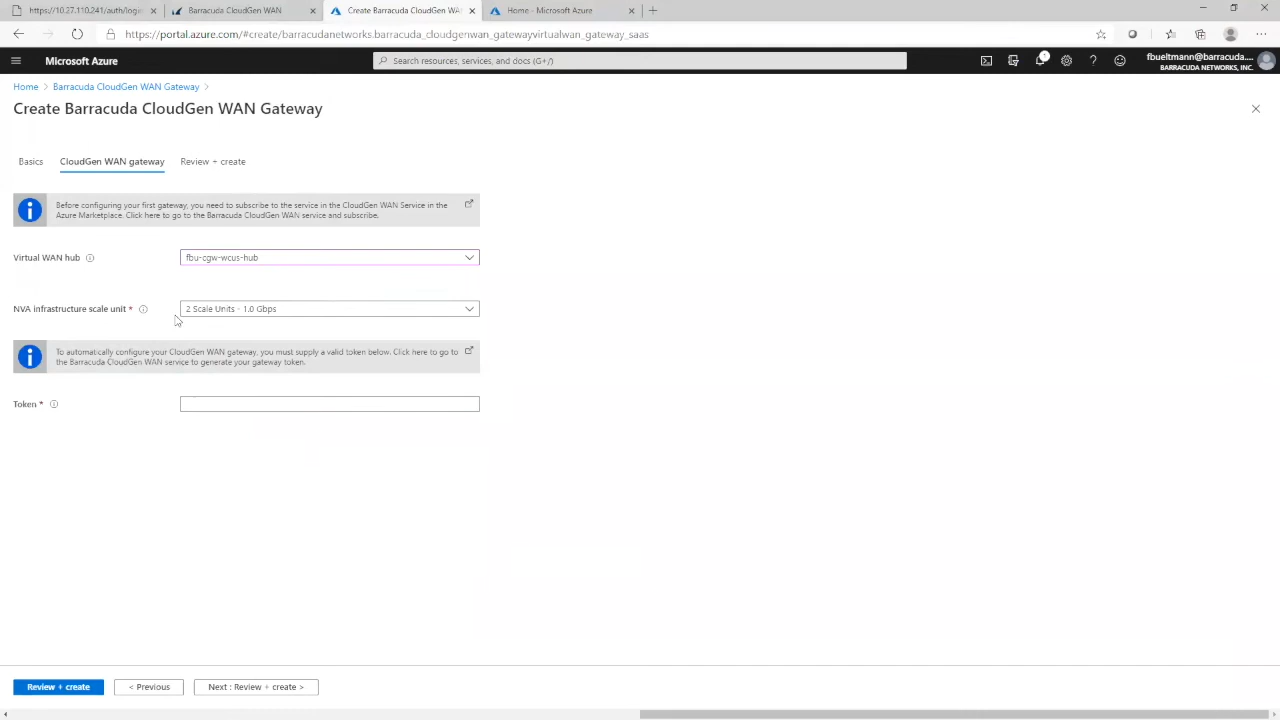 https://10.27.110.241/auth/logi
Barracuda CloudGen WAN
Create Barracuda CloudGen WAN
Home - Microsoft Azure
https://portal.azure.com/#create/barracudanetworks.barracuda_cloudgenwan_gatewayvirtualwan_gateway_saas
Microsoft Azure
Search resources, services, and docs (G+/)
1
fbueltmann@barracuda....
BARRACUDA NETWORKS, INC.
Home > Barracuda CloudGen WAN Gateway >
Create Barracuda CloudGen WAN Gateway
Basics CloudGen WAN gateway Review + create
Before configuring your first gateway, you need to subscribe to the service in the CloudGen WAN Service in the
Azure Marketplace. Click here to go to the Barracuda CloudGen WAN service and subscribe.
Virtual WAN hub
fbu-cgw-wcus-hub
NVA infrastructure scale unit *
2 Scale Units - 1.0 Gbps
To automatically configure your CloudGen WAN gateway, you must supply a valid token below. Click here to go to
the Barracuda CloudGen WAN service to generate your gateway token.
Token *
Review + create
< Previous
Next : Review + create >